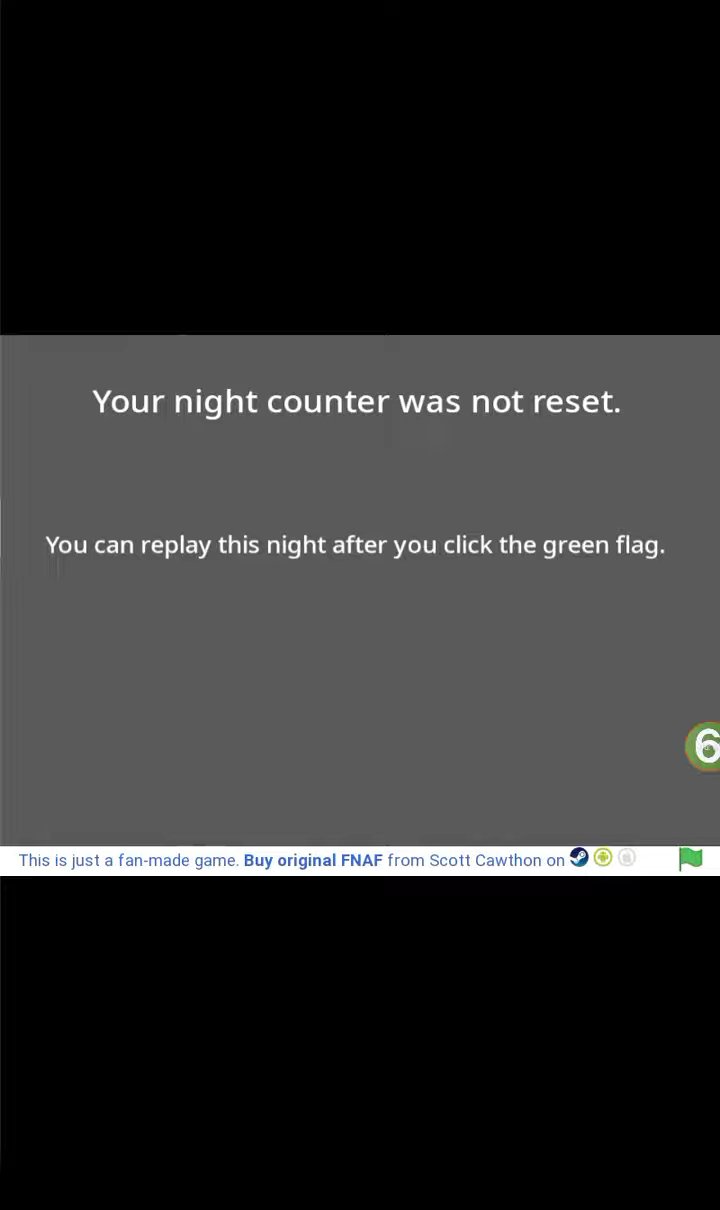 Your night counter was not reset.
You can replay this night after you click the green flag.
6
This is just a fan-made game. Buy original FNAF from Scott Cawthon on